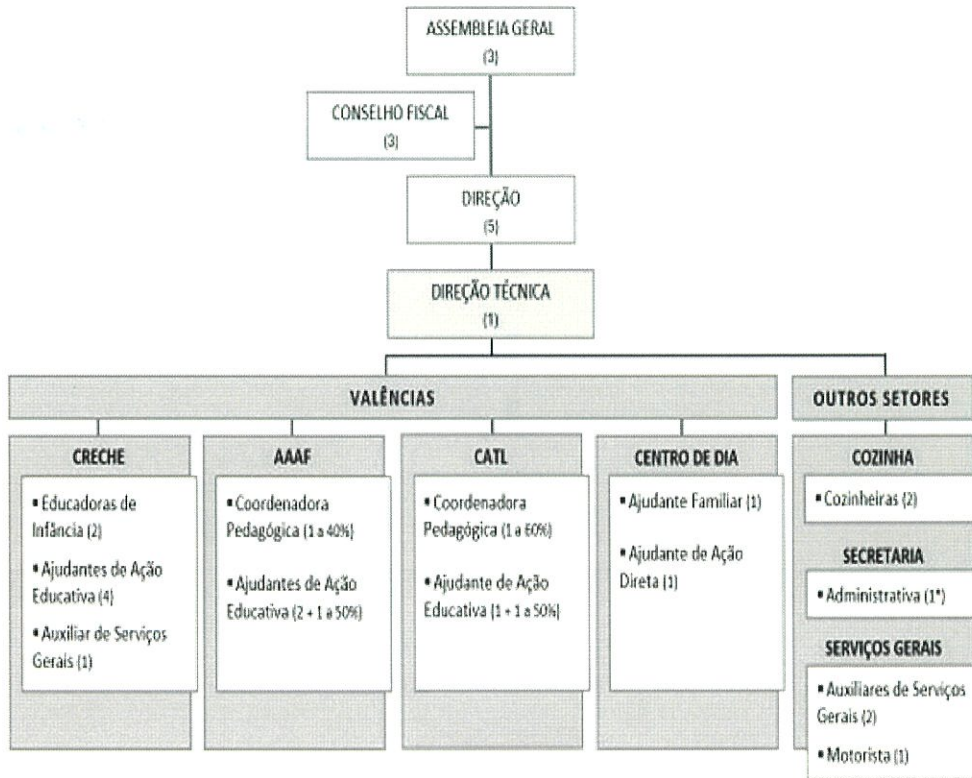 ASSEMBLEIA GERAL
(3)
CONSELHO FISCAL
(3)
DIREÇÃO
(5)
DIREÇÃO TÉCNICA
(1)
VALÊNCIAS
CRECHE
▪ Educadoras de
Infância (2)
▪ Ajudantes de Ação
Educativa (4)
▪ Auxiliar de Serviços
Gerais (1)
AAAF
▪ Coordenadora
Pedagógica (1 a 40%)
▪ Ajudantes de Ação
Educativa (2 + 1 a 50%)
CATL
▪ Coordenadora
Pedagógica (1 a 60%)
▪ Ajudante de Ação
Educativa (1 + 1 a 50%)
CENTRO DE DIA
▪ Ajudante Familiar (1)
▪ Ajudante de Ação
Direta (1)
OUTROS SETORES
COZINHA
▪ Cozinheiras (2)
SECRETARIA
▪ Administrativa (1*)
SERVIÇOS GERAIS
▪ Auxiliares de Serviços
Gerais (2)
▪ Motorista (1)